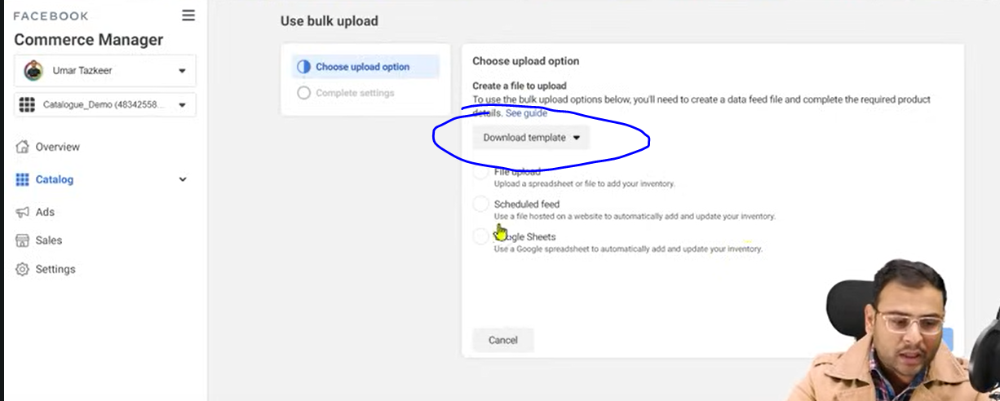 FACEBOOK
Commerce Manager
Umar Tazkeer
Catalogue_Demo (48342558...
Overview
Catalog
Ads
Sales
Settings
Use bulk upload
Choose upload option
Complete settings
Choose upload option
Create a file to upload
To use the bulk upload options below, you'll need to create a data feed file and complete the required product
details. See guide
Download template
File upload
Upload a spreadsheet or file to add your inventory.
Scheduled feed
Use a file hosted on a website to automatically add and update your inventory.
Google Sheets
Use a Google spreadsheet to automatically add and update your inventory.
Cancel